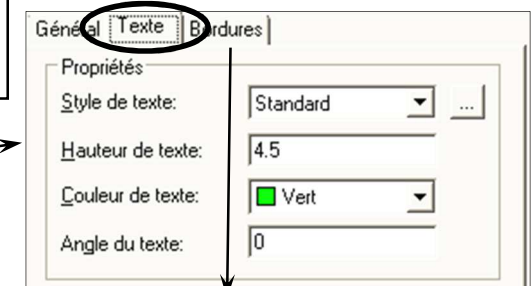 Général Texte Bordures
Propriétés
Style de texte: Standard ...
Hauteur de texte: 4.5
Couleur de texte: Vert
Angle du texte: 0